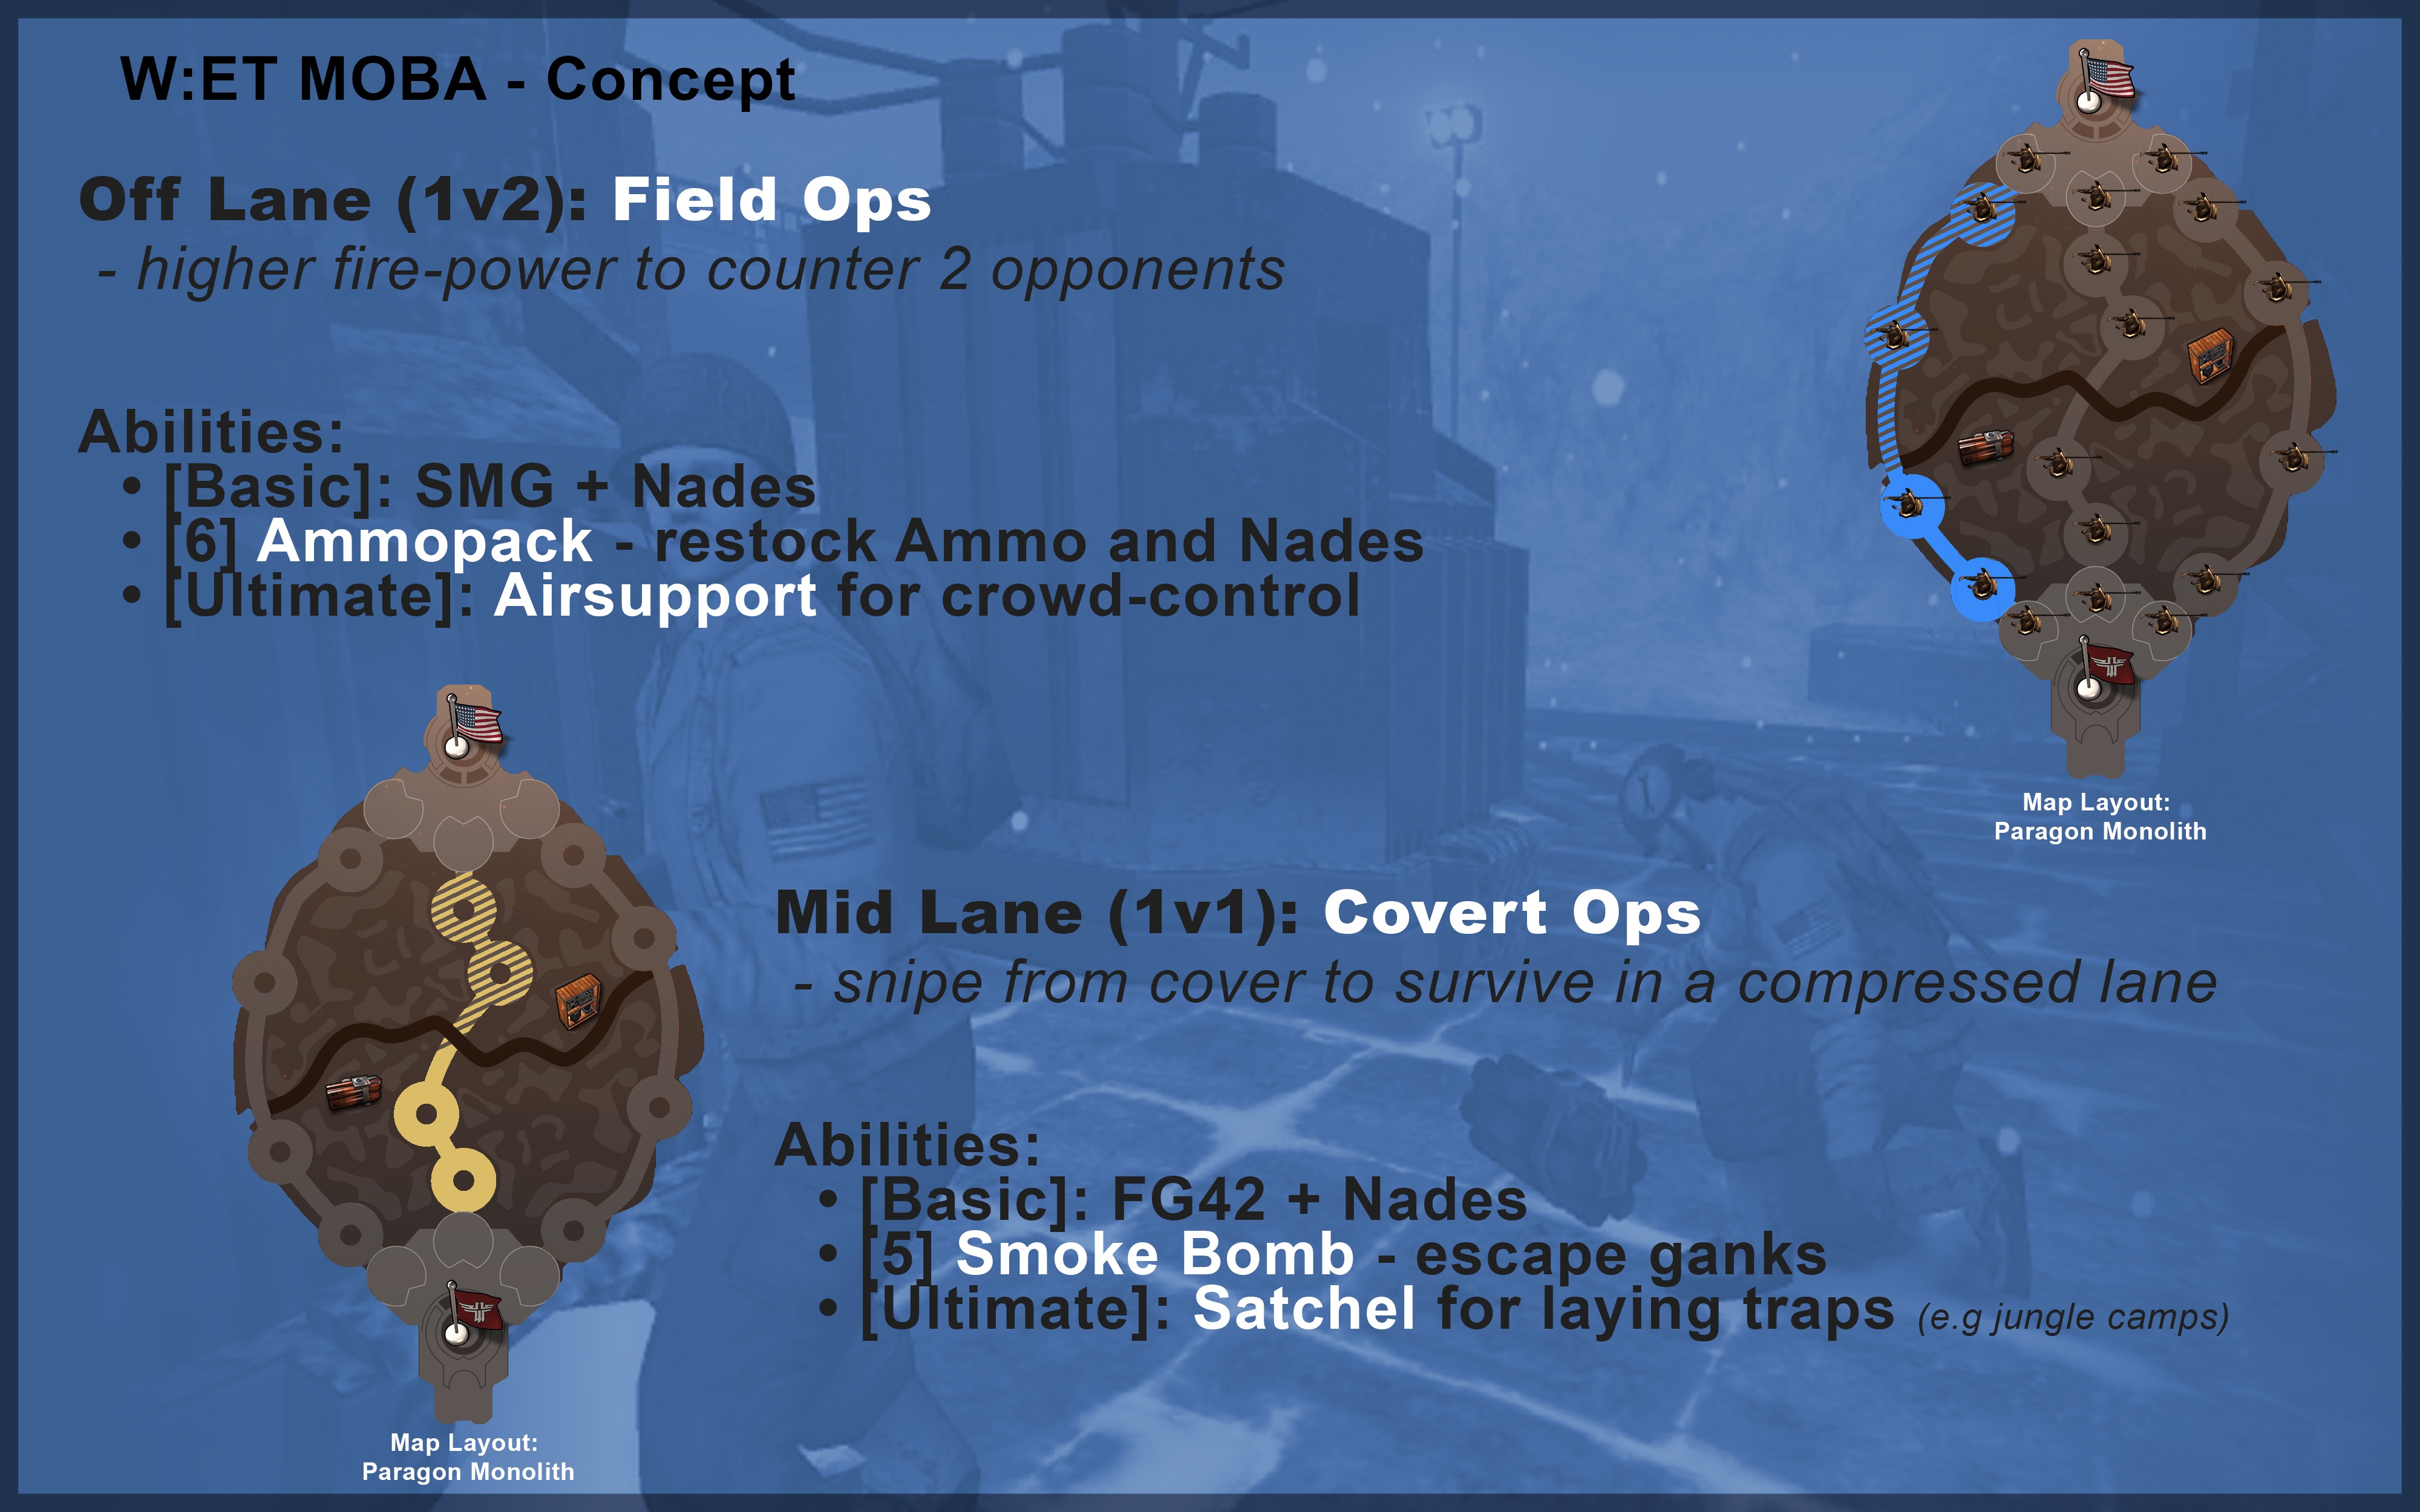 W:ET MOBA - Concept
Off Lane (1v2): Field Ops
- higher fire-power to counter 2 opponents
Abilities:
• [Basic]: SMG + Nades
• [6] Ammopack - restock Ammo and Nades
• [Ultimate]: Airsupport for crowd-control
Map Layout:
Paragon Monolith
Mid Lane (1v1): Covert Ops
- snipe from cover to survive in a compressed lane
Abilities:
• [Basic]: FG42 + Nades
• [5] Smoke Bomb - escape ganks
• [Ultimate]: Satchel for laying traps (e.g jungle camps)
Map Layout:
Paragon Monolith